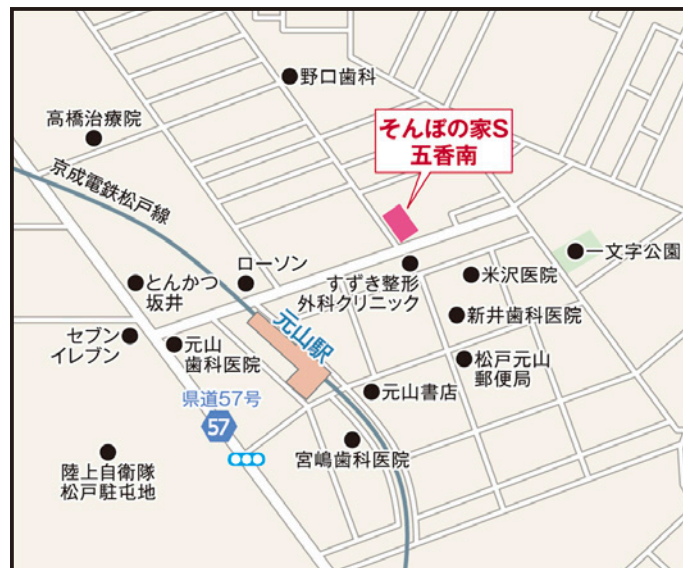 野口歯科
高橋治療院
そんぽの家S
五香南
京成電鉄松戸線
一文字公園
ローソン
すずき整形
外科クリニック
米沢医院
とんかつ
坂井
新井歯科医院
セブン
イレブン
元山
歯科医院
元山駅
松戸元山
郵便局
県道57号
57
元山書店
宮嶋歯科医院
陸上自衛隊
松戸駐屯地